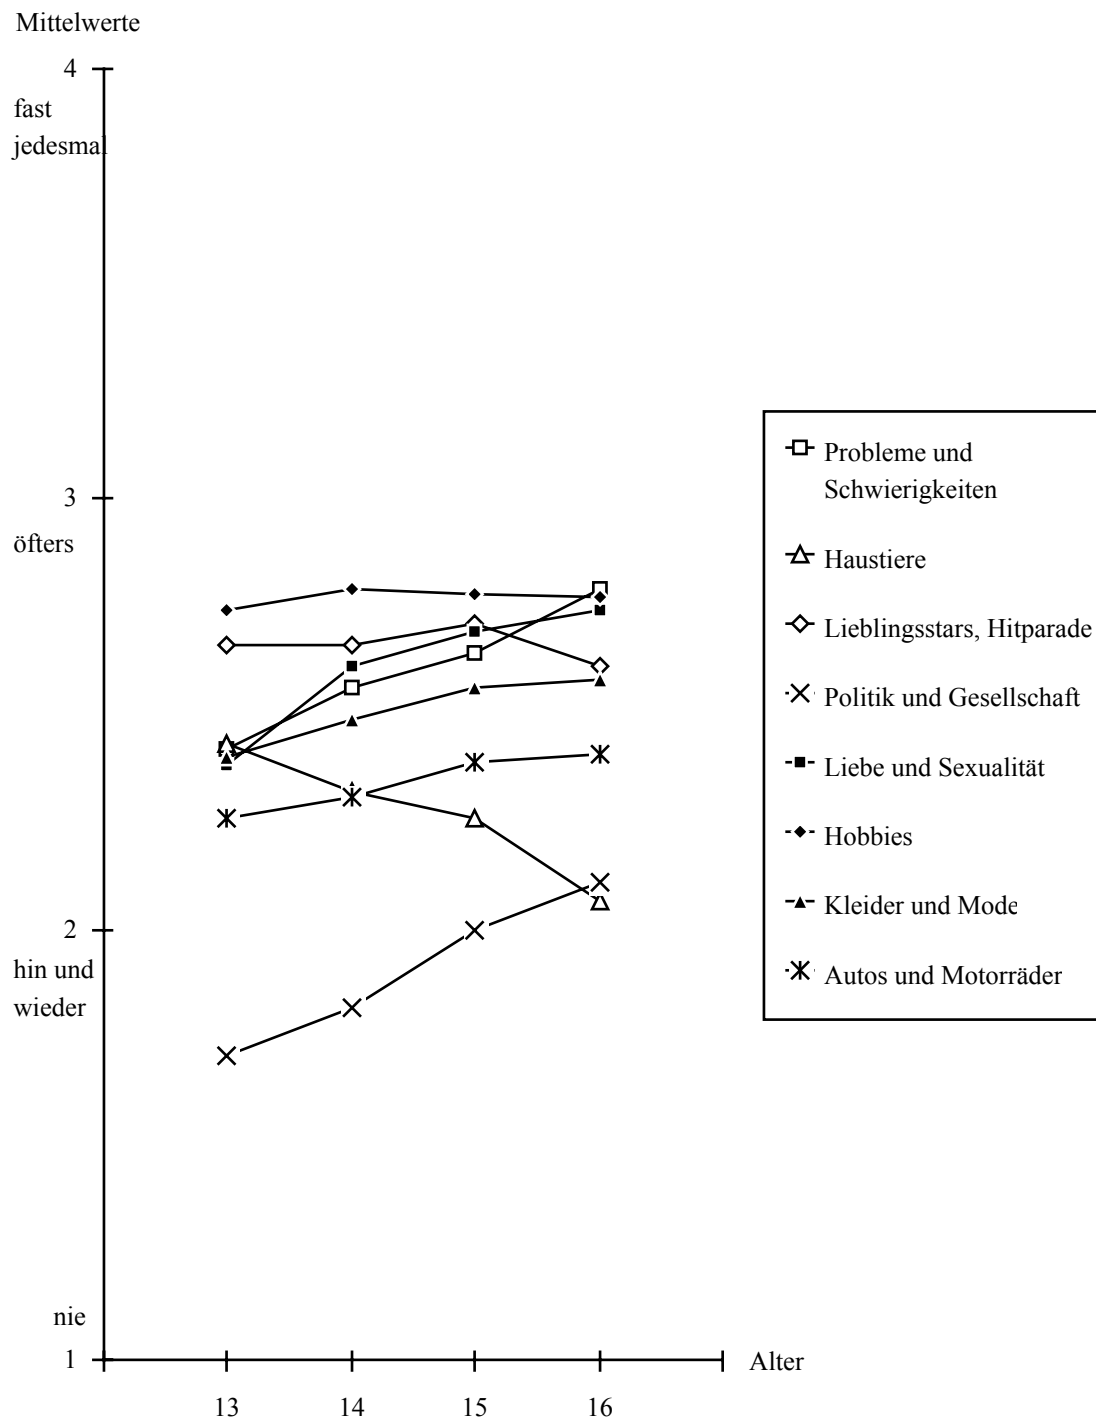 Mittelwerte
4
fast
jedesmal
3
öfters
2
hin und
wieder
nie
1
13 14 15 16
Alter
Probleme und
Schwierigkeiten
Haustiere
Lieblingsstars, Hitparade
Politik und Gesellschaft
Liebe und Sexualität
Hobbies
Kleider und Mode
Autos und Motorräder